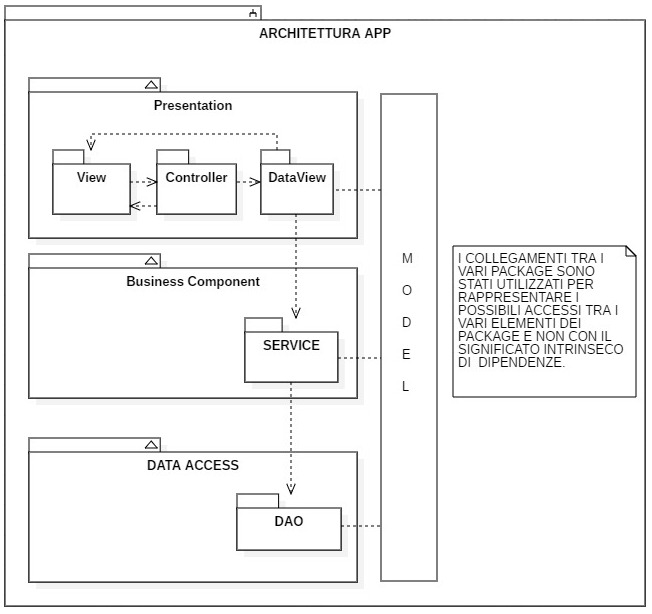 ARCHITETTURA APP
Presentation
View
Controller
DataView
Business Component
SERVICE
DATA ACCESS
DAO
M
O
D
E
L
I COLLEGAMENTI TRA I
VARI PACKAGE SONO
STATI UTILIZZATI PER
RAPPRESENTARE I
POSSIBILI ACCESSI TRA I
VARI ELEMENTI DEI
PACKAGE E NON CON IL
SIGNIFICATO INTRINSECO
DI  DIPENDENZE.